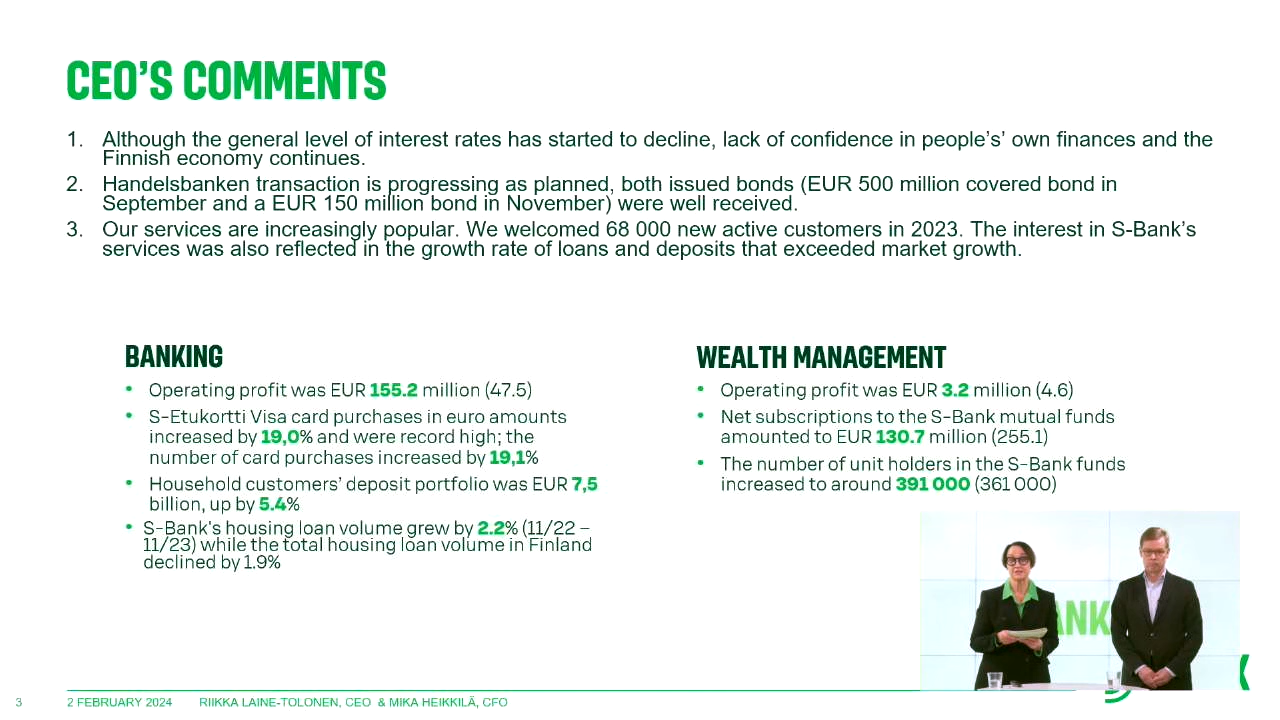 CEO'S COMMENTS
1. Although the general level of interest rates has started to decline, lack of confidence in people's' own finances and the
Finnish economy continues.
2. Handelsbanken transaction is progressing as planned, both issued bonds (EUR 500 million covered bond in
September and a EUR 150 million bond in November) were well received.
3. Our services are increasingly popular. We welcomed 68 000 new active customers in 2023. The interest in S-Bank's
services was also reflected in the growth rate of loans and deposits that exceeded market growth.
BANKING
• Operating profit was EUR 155.2 million (47.5)
• S-Etukortti Visa card purchases in euro amounts
increased by 19,0% and were record high; the
number of card purchases increased by 19,1%
• Household customers' deposit portfolio was EUR 7,5
billion, up by 5.4%
• S-Bank's housing loan volume grew by 2.2% (11/22 –
11/23) while the total housing loan volume in Finland
declined by 1.9%
WEALTH MANAGEMENT
• Operating profit was EUR 3.2 million (4.6)
• Net subscriptions to the S-Bank mutual funds
amounted to EUR 130.7 million (255.1)
• The number of unit holders in the S-Bank funds
increased to around 391 000 (361 000)
ANK
3 2 FEBRUARY 2024 RIIKKA LAINE-TOLONEN, CEO & MIKA HEIKKILÄ, CFO